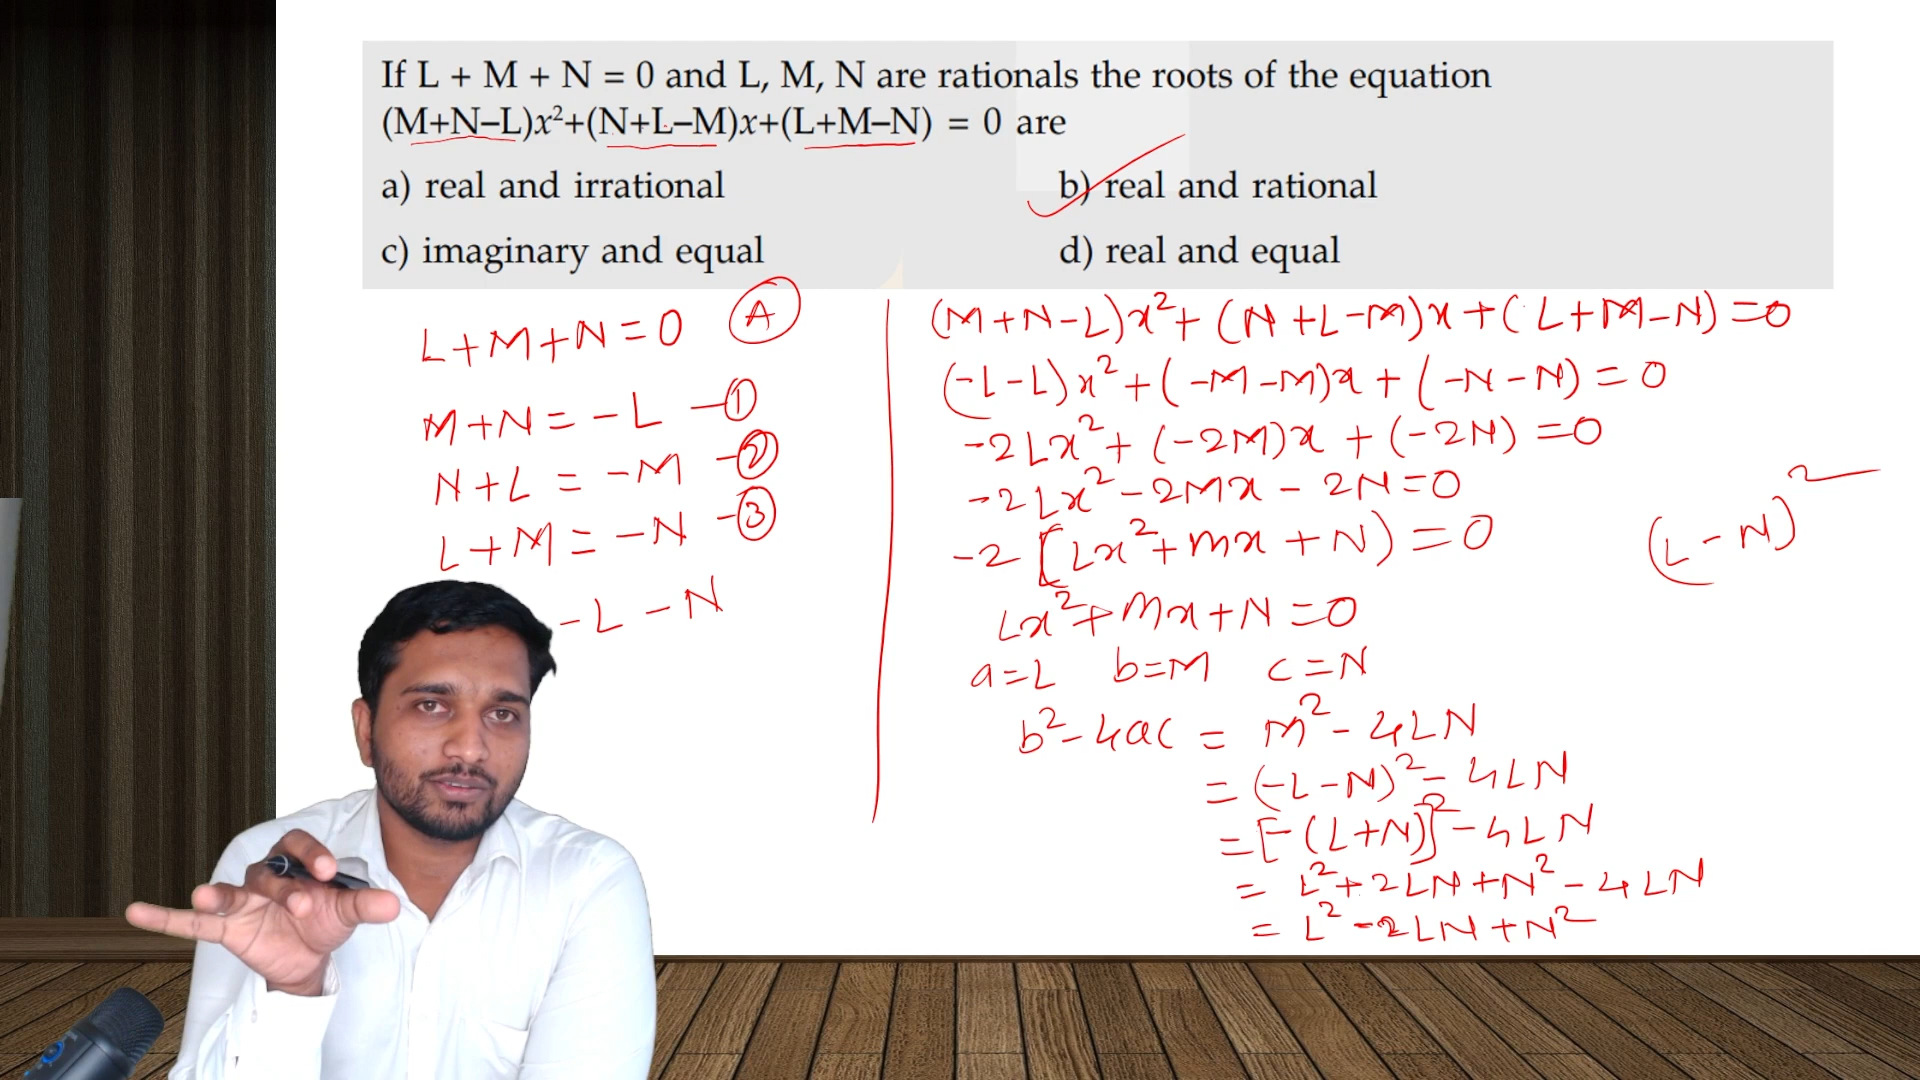 If L + M + N = 0 and L, M, N are rationals the roots of the equation
(M+N–L)x²+(N+L–M)x+(L+M–N) = 0 are
a) real and irrational
b) real and rational
c) imaginary and equal
d) real and equal
L+M+N=0 A
M+N=-L -1
N+L=-M -2
L+M=-N -3
-L-N
(M+N-L)x²+(N+L-M)x+(L+M-N)=0
(-L-L)x²+(-M-M)x+(-N-N)=0
-2Lx²+(-2M)x+(-2N)=0
-2Lx²-2Mx-2N=0
-2[Lx²+mx+N)=0
(L-N)²
Lx²+Mx+N=0
a=L b=M c=N
b²-4ac = M²-4LN
=(-L-N)²-4LN
=[-(L+N)]²-4LN
= L²+2LN+N²-4LN
= L²-2LN+N²